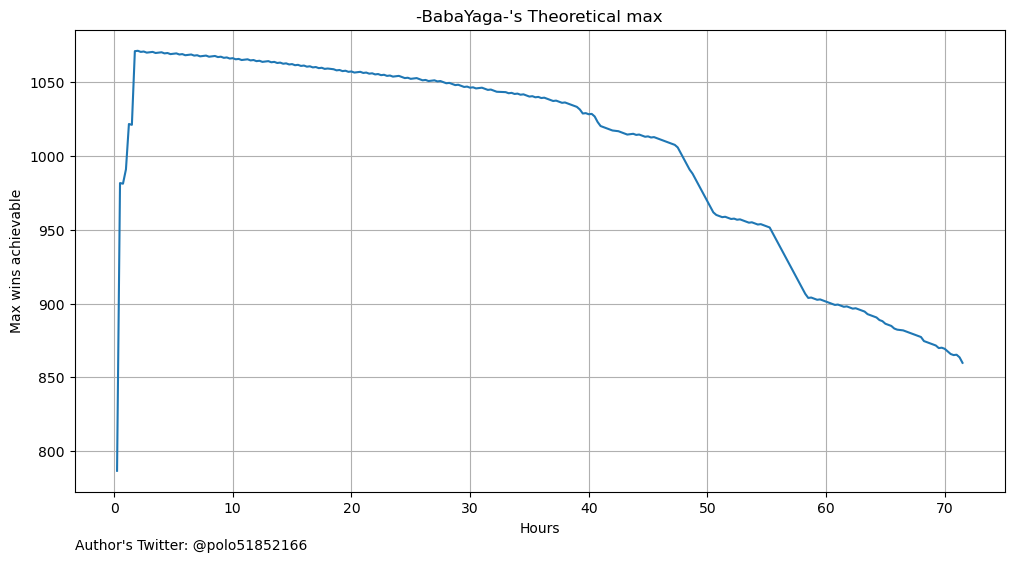 -BabaYaga-'s Theoretical max
Max wins achievable
1050
1000
950
900
850
800
0 10 20 30 40 50 60 70
Hours
Author's Twitter: @polo51852166